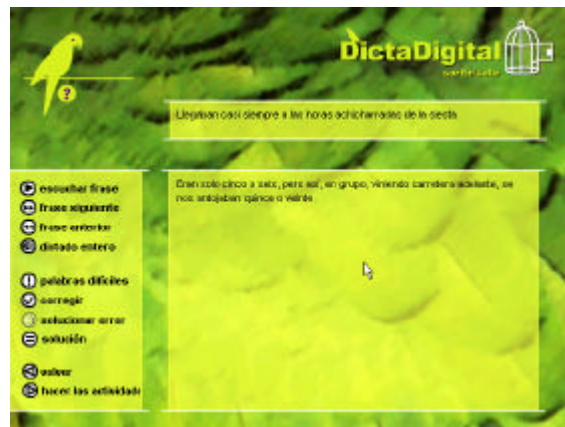 DictaDigital
?
Llegaban casi siempre a las horas achicharradas de la siesta.
Eran solo cinco o seis, pero así, en grupo, viniendo carretera adelante, se
nos antojaban quince o veinte.
escuchar frase
frase siguiente
frase anterior
dictado entero
palabras difíciles
corregir
solucionar error
solución
volver
hacer las actividade